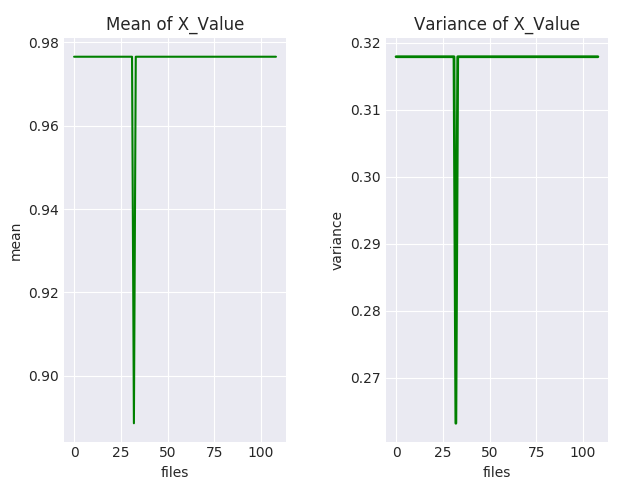 Mean of X_Value
0.98
0.96
0.94
0.92
0.90
mean
0 25 50 75 100
files
Variance of X_Value
0.32
0.31
0.30
0.29
0.28
0.27
variance
0 25 50 75 100
files